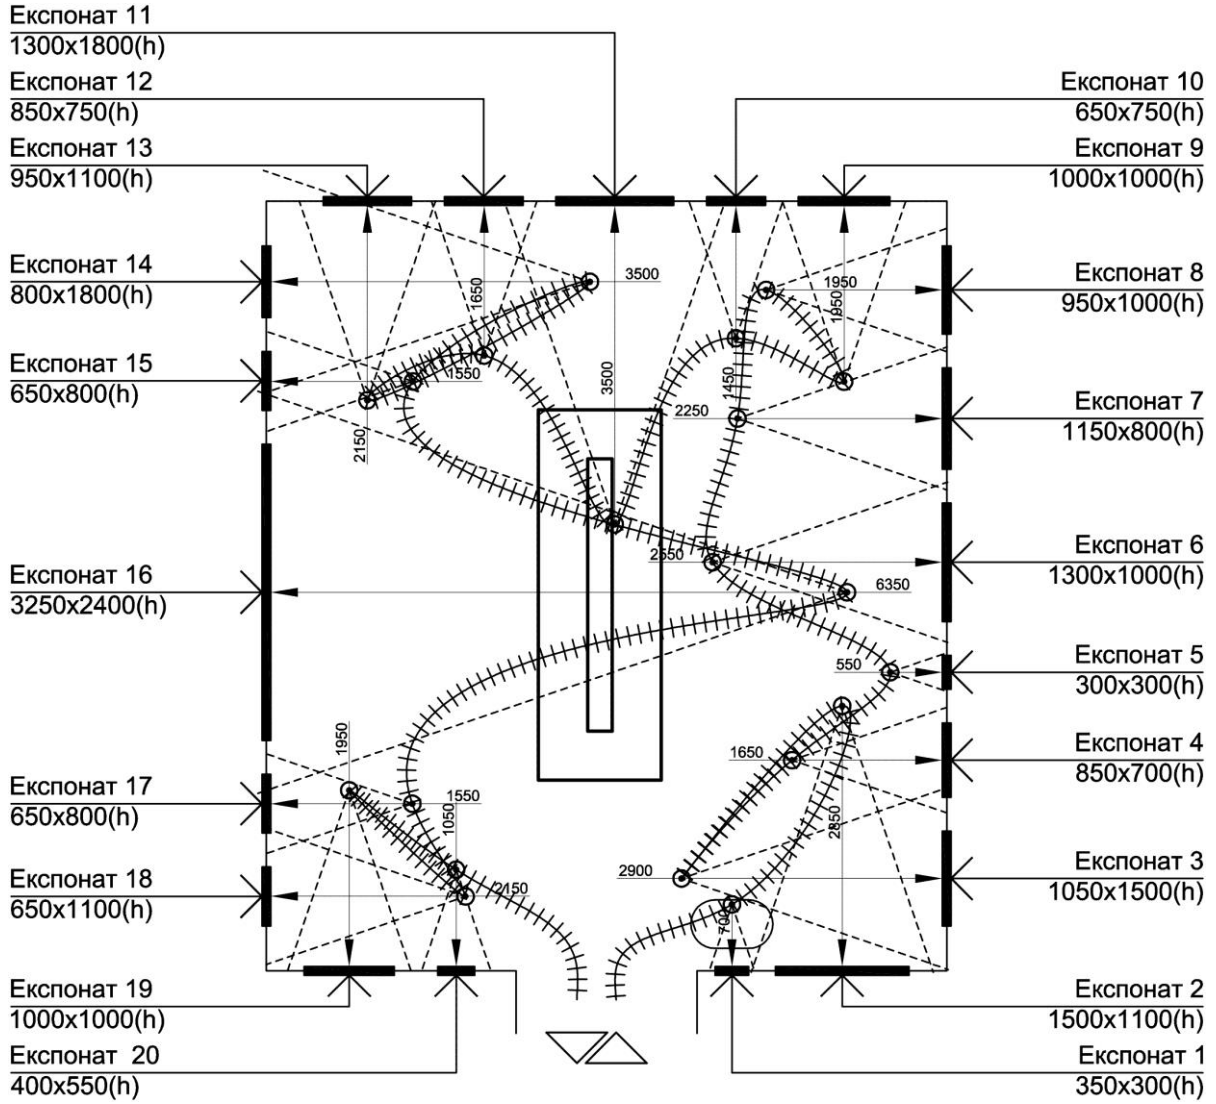 Експонат 11
1300x1800(h)
Експонат 12
850x750(h)
Експонат 10
650x750(h)
Експонат 13
950x1100(h)
Експонат 9
1000x1000(h)
Експонат 14
800x1800(h)
3500
1650
1950
1950
Експонат 8
950x1000(h)
Експонат 15
650x800(h)
1550
3500
1450
2150
2250
Експонат 7
1150x800(h)
Експонат 16
3250x2400(h)
2550
6350
Експонат 6
1300x1000(h)
550
Експонат 5
300x300(h)
1950
1650
Експонат 4
850x700(h)
Експонат 17
650x800(h)
1550
1050
2850
Експонат 18
650x1100(h)
2150
2900
700
Експонат 3
1050x1500(h)
Експонат 19
1000x1000(h)
Експонат 2
1500x1100(h)
Експонат 20
400x550(h)
Експонат 1
350x300(h)